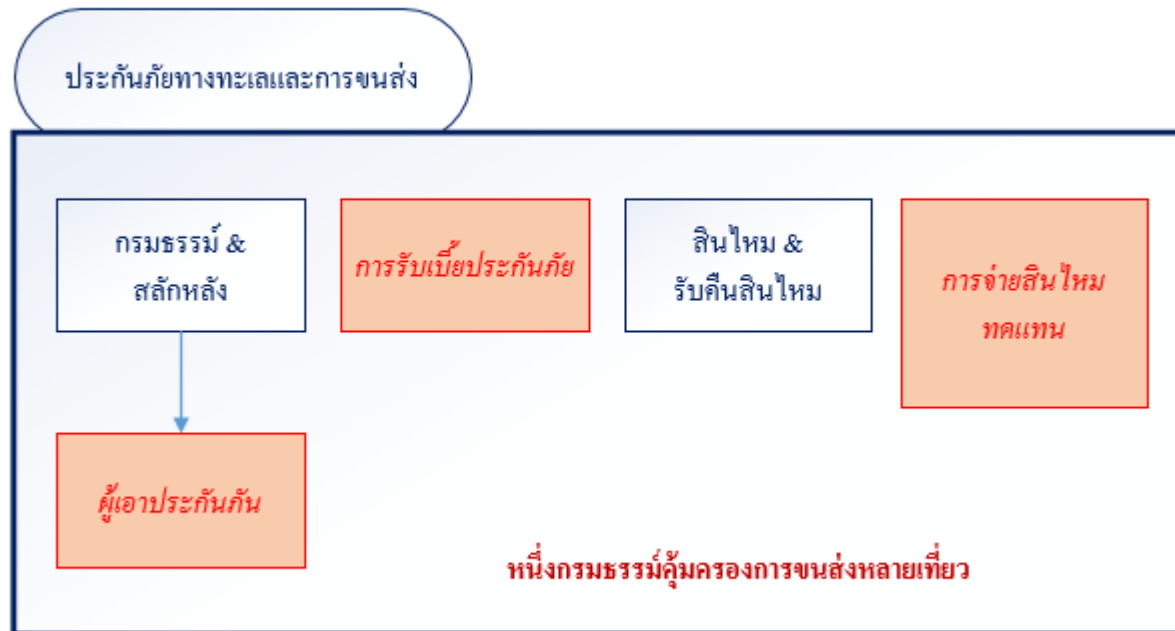 ประกันภัยทางทะเลและการขนส่ง
กรมธรรม์ &
สลักหลัง
การรับเบี้ยประกันภัย
สินไหม &
รับคืนสินไหม
การจ่ายสินไหม
ทดแทน
ผู้เอาประกันกัน
หนึ่งกรมธรรม์คุ้มครองการขนส่งหลายเที่ยว